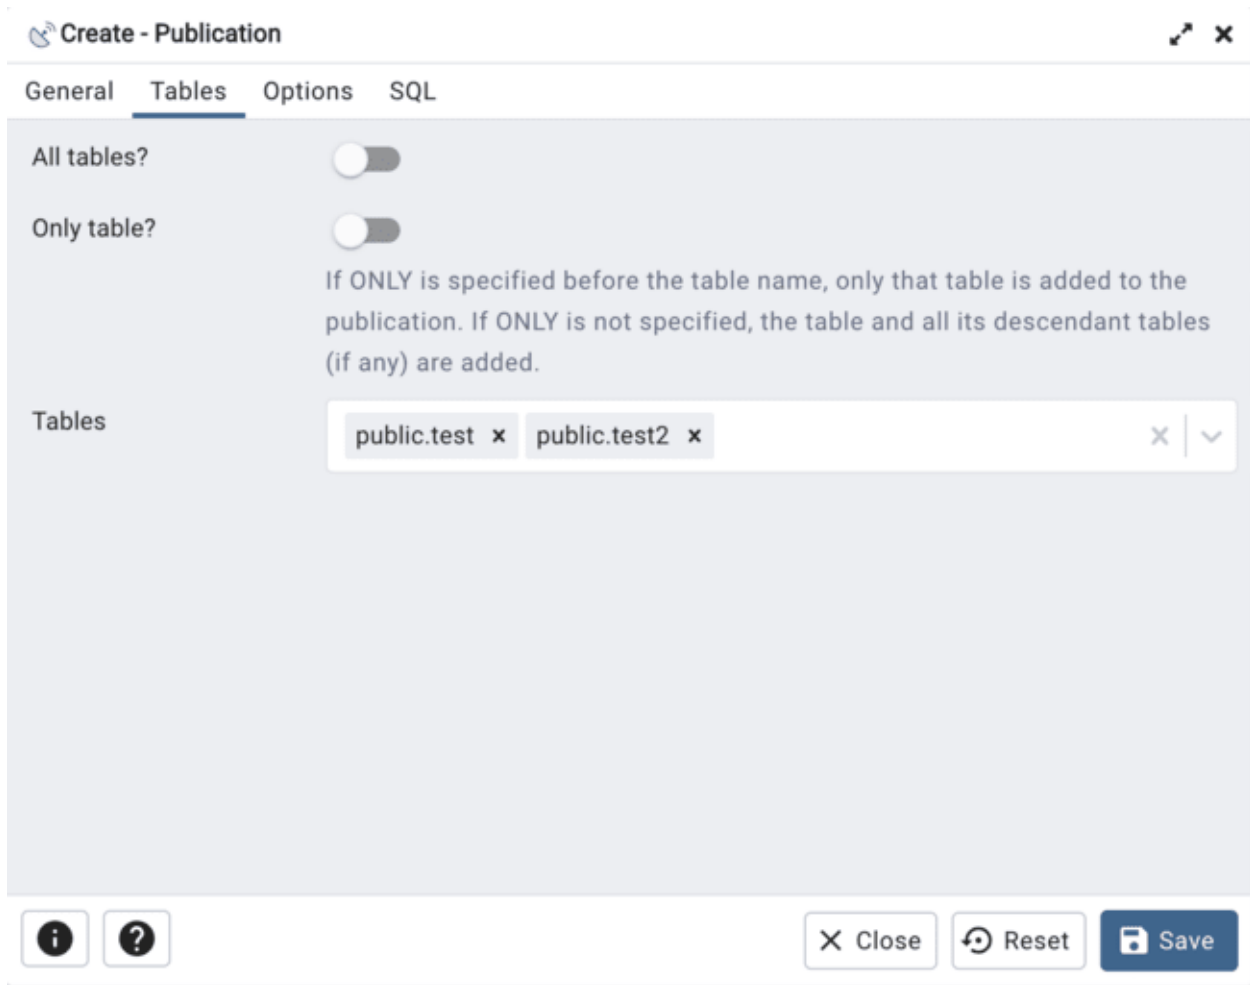 Create - Publication
General Tables Options SQL
All tables?
Only table?
If ONLY is specified before the table name, only that table is added to the
publication. If ONLY is not specified, the table and all its descendant tables
(if any) are added.
Tables public.test public.test2
Close Reset Save